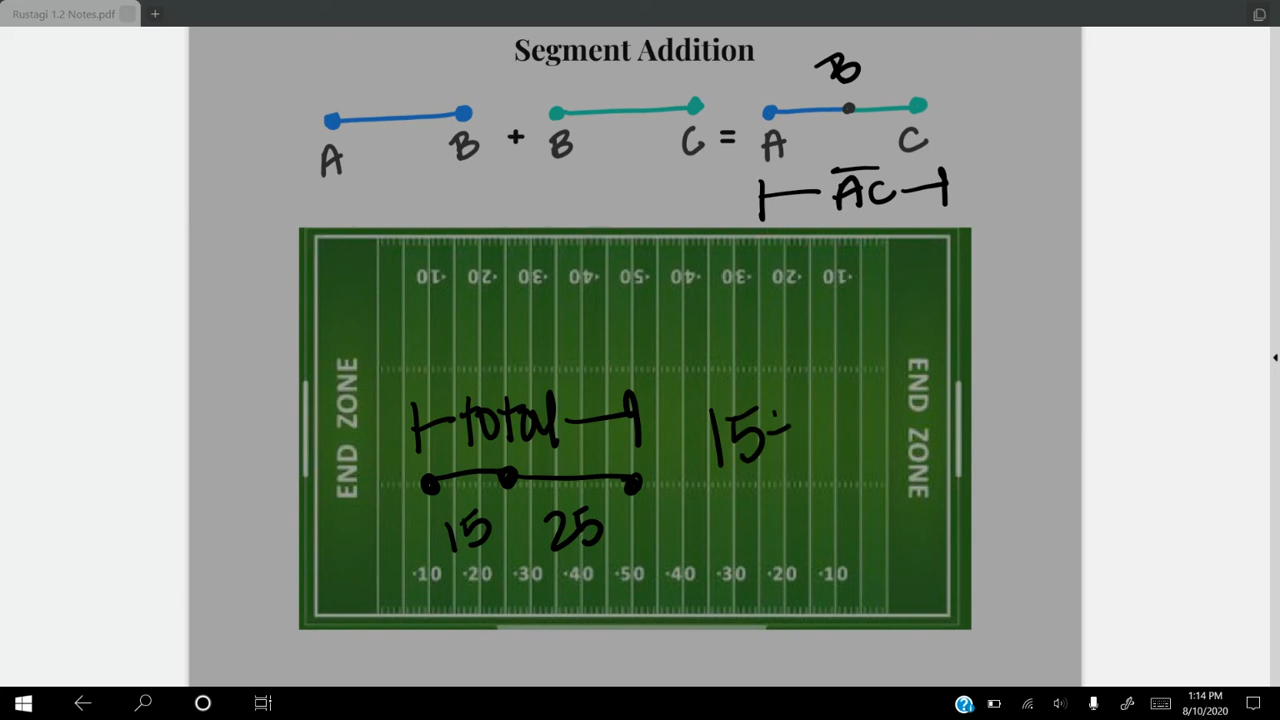 Rustagi 1.2 Notes.pdf
Segment Addition
B
A B + B C = A C
AC
·10 ·20 ·30 ·40 ·50 ·40 ·30 ·20 ·10
END ZONE
END ZONE
total
15÷
15 25
·10 ·20 ·30 ·40 ·50 ·40 ·30 ·20 ·10
1:14 PM
8/10/2020